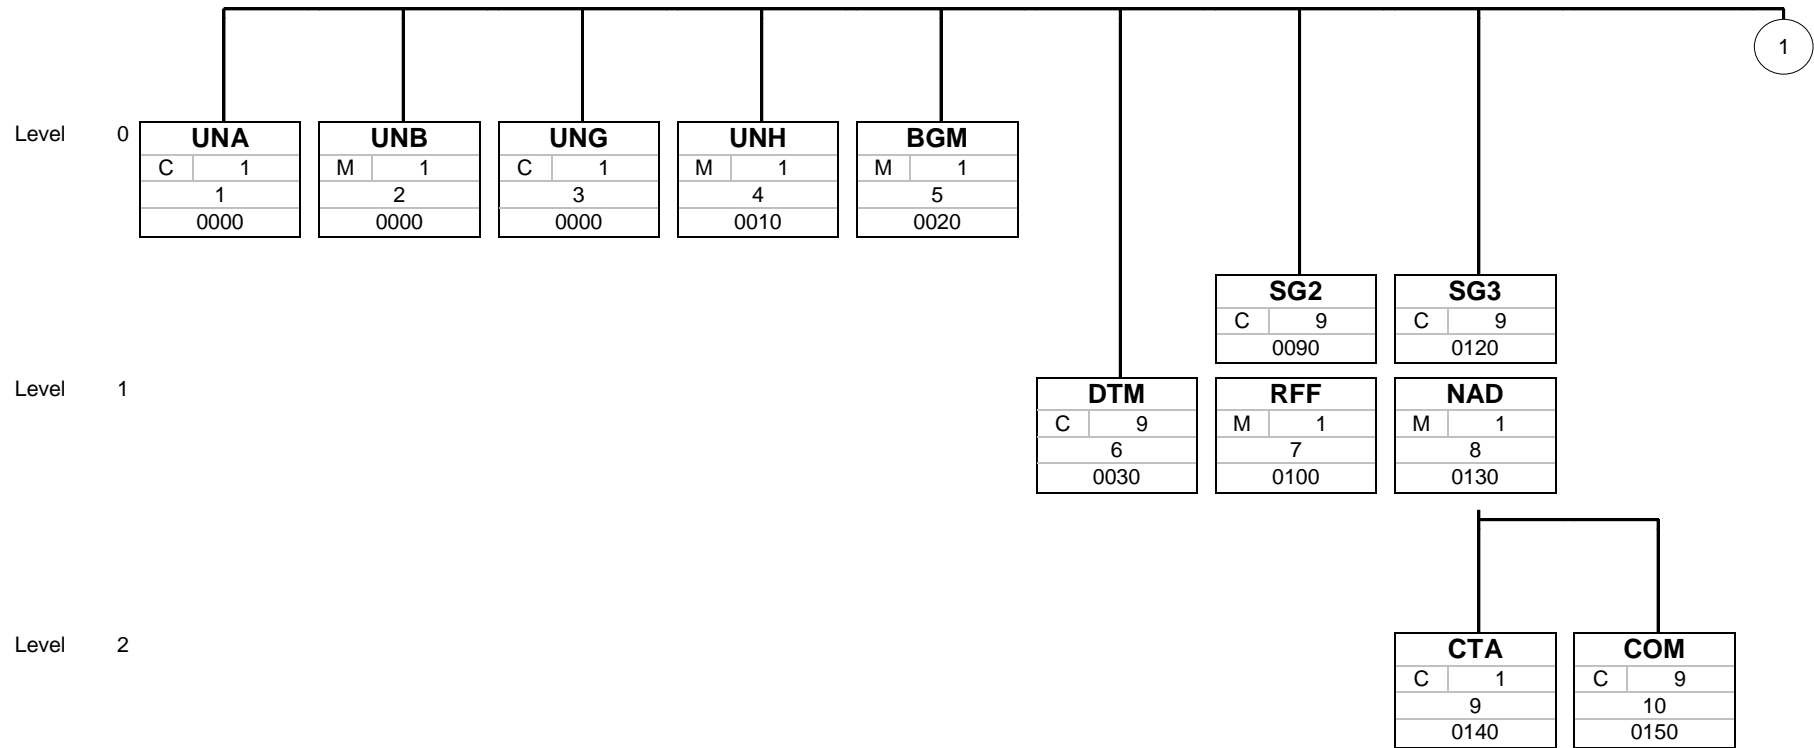 1
Level 0 UNA UNB UNG UNH BGM
C 1 M 1 C 1 M 1 M 1
1 2 3 4 5
0000 0000 0000 0010 0020
SG2 SG3
C 9 C 9
0090 0120
Level 1 DTM RFF NAD
C 9 M 1 M 1
6 7 8
0030 0100 0130
Level 2 CTA COM
C 1 C 9
9 10
0140 0150